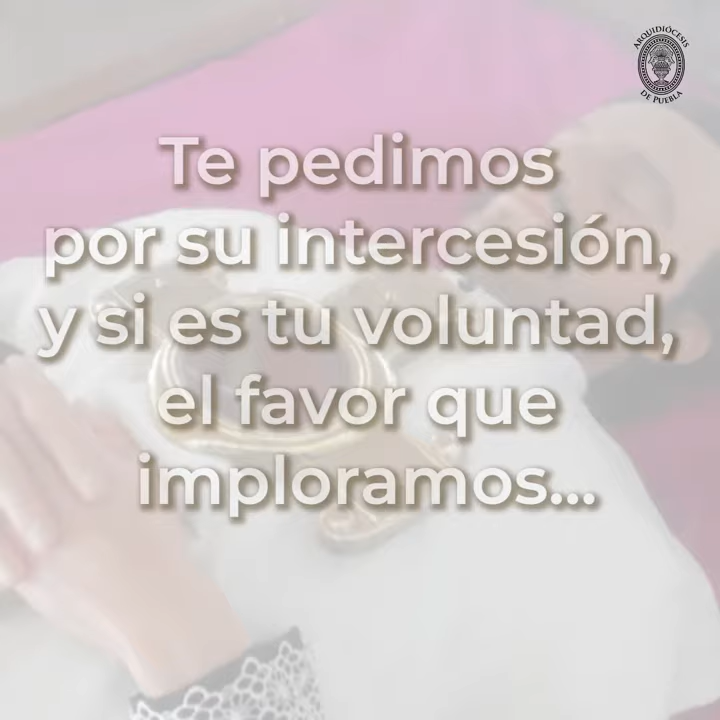 ARQUIDIÓCESIS
DE PUEBLA
Te pedimos
por su intercesión,
y si es tu voluntad,
el favor que
imploramos...